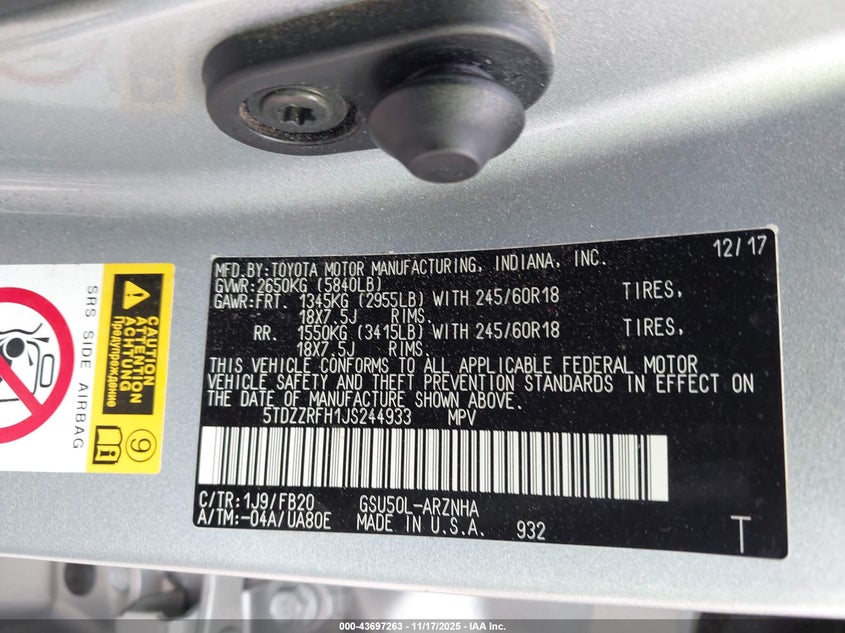 MFD.BY:TOYOTA MOTOR MANUFACTURING, INDIANA, INC. 12/17
GVWR:2650KG (5840LB)
GAWR:FRT. 1345KG (2955LB) WITH 245/60R18 TIRES,
18X7.5J RIMS.
RR. 1550KG (3415LB) WITH 245/60R18 TIRES,
18X7.5J RIMS.
THIS VEHICLE CONFORMS TO ALL APPLICABLE FEDERAL MOTOR
VEHICLE SAFETY AND THEFT PREVENTION STANDARDS IN EFFECT ON
THE DATE OF MANUFACTURE SHOWN ABOVE.
5TDZZRFH1JS244933 MPV
C/TR:1J9/FB20 GSU50L-ARZNHA
A/TM:-04A/UA80E MADE IN U.S.A. 932 T
SRS SIDE AIRBAG
CAUTION
ATTENTION
ACHTUNG
Предупреждение
9
000-43697263 - 11/17/2025 - IAA Inc.